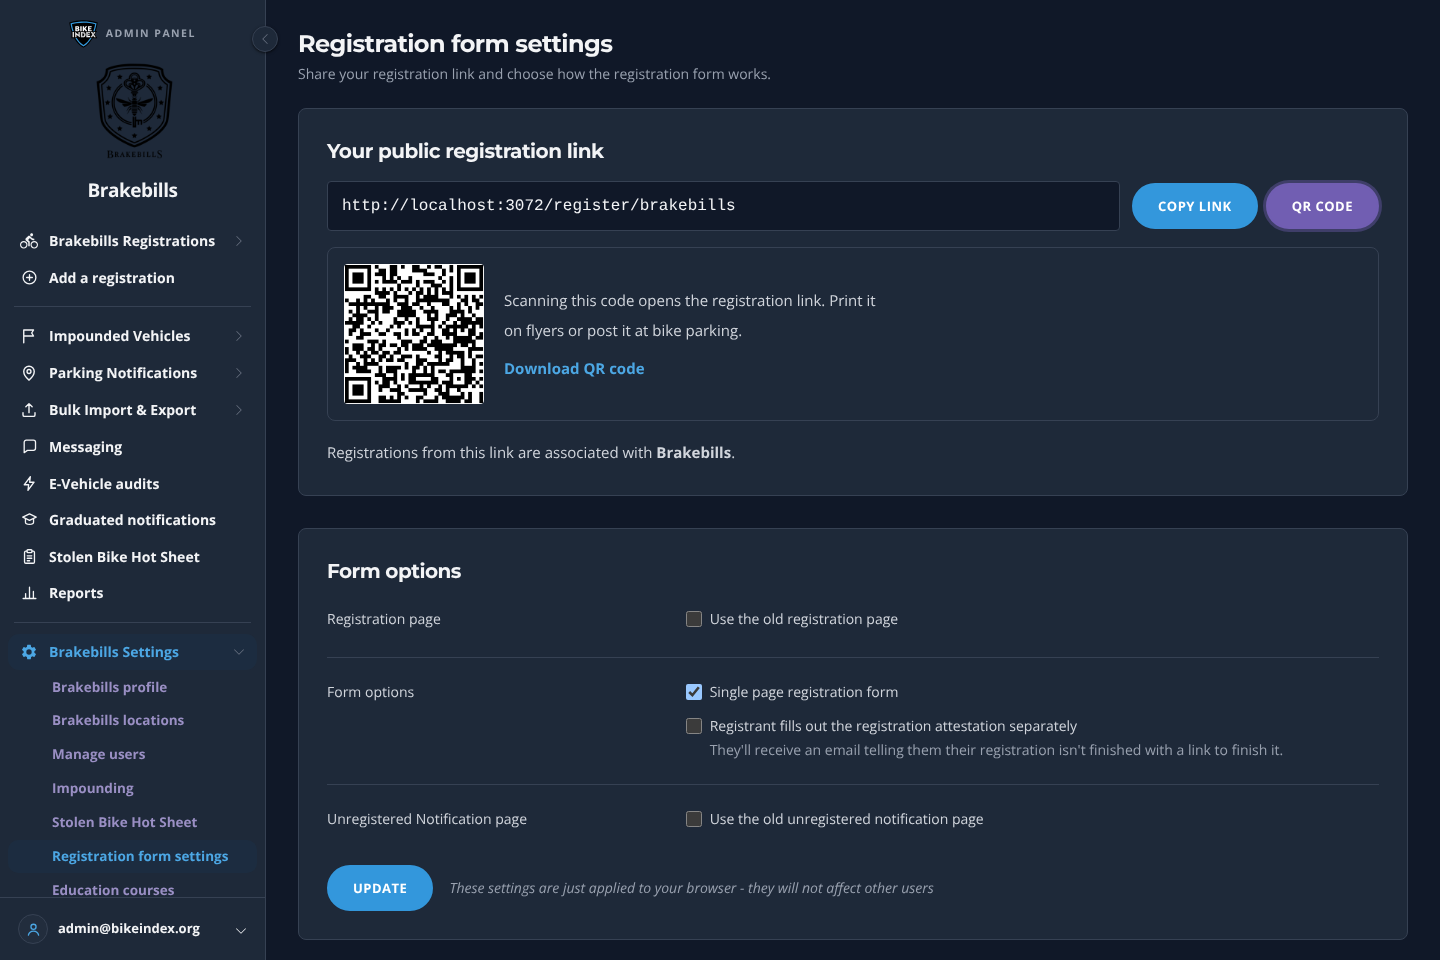 BIKE
INDEX
ADMIN PANEL
BRAKEBILLS
Brakebills
Brakebills Registrations
Add a registration
Impounded Vehicles
Parking Notifications
Bulk Import & Export
Messaging
E-Vehicle audits
Graduated notifications
Stolen Bike Hot Sheet
Reports
Brakebills Settings
Brakebills profile
Brakebills locations
Manage users
Impounding
Stolen Bike Hot Sheet
Registration form settings
Education courses
admin@bikeindex.org
Registration form settings
Share your registration link and choose how the registration form works.
Your public registration link
http://localhost:3072/register/brakebills
COPY LINK
QR CODE
Scanning this code opens the registration link. Print it
on flyers or post it at bike parking.
Download QR code
Registrations from this link are associated with Brakebills.
Form options
Registration page
Use the old registration page
Form options
Single page registration form
Registrant fills out the registration attestation separately
They'll receive an email telling them their registration isn't finished with a link to finish it.
Unregistered Notification page
Use the old unregistered notification page
UPDATE
These settings are just applied to your browser - they will not affect other users